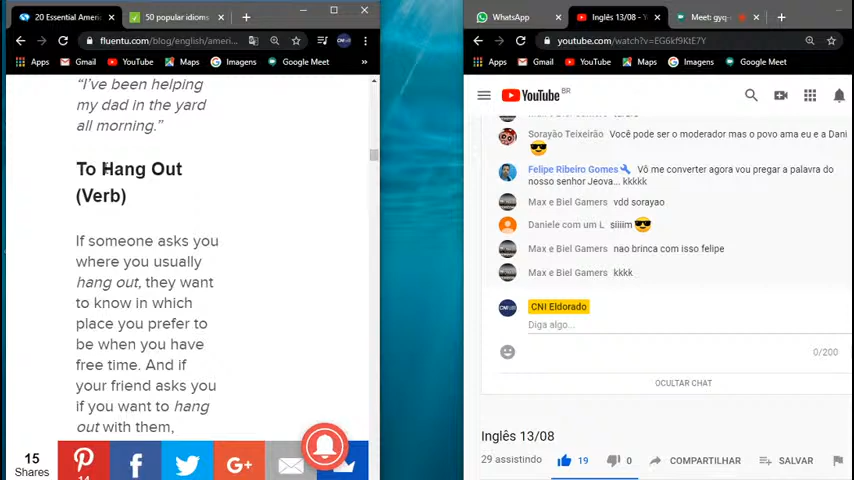 20 Essential Ameri
50 popular idioms
fluentu.com/blog/english/ameri...
Apps
Gmail
YouTube
Maps
Imagens
Google Meet
"I've been helping
my dad in the yard
all morning."
To Hang Out
(Verb)
If someone asks you
where you usually
hang out, they want
to know in which
place you prefer to
be when you have
free time. And if
your friend asks you
if you want to hang
out with them,
15
Shares
14
WhatsApp
Inglês 13/08 - Y
Meet: gyq
youtube.com/watch?v=EG6kf9KtE7Y
Apps
Gmail
YouTube
Maps
Imagens
Google Meet
YouTube BR
Sorayão Teixeirão Você pode ser o moderador mas o povo ama eu e a Dani
Felipe Ribeiro Gomes Vô me converter agora vou pregar a palavra do
nosso senhor Jeova... kkkkk
Max e Biel Gamers vdd sorayao
Daniele com um L siiiim
Max e Biel Gamers nao brinca com isso felipe
Max e Biel Gamers kkkk
CNI Eldorado
Diga algo...
0/200
OCULTAR CHAT
Inglês 13/08
29 assistindo
19
0
COMPARTILHAR
SALVAR